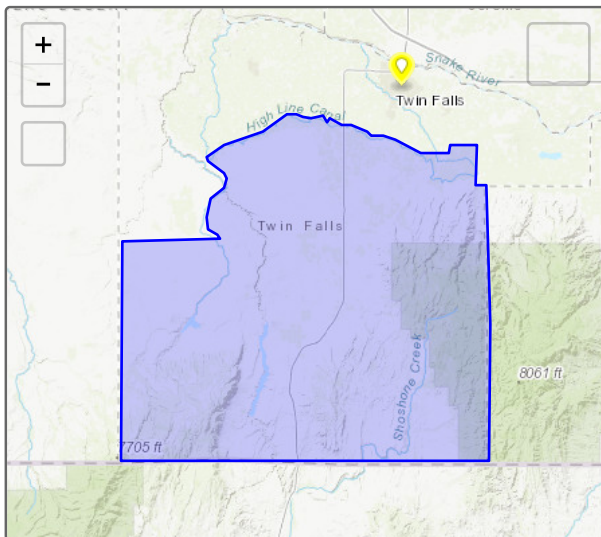 +
Snake River
−
Twin Falls
High Line Canal
Twin Falls
Shoshone Creek
8061 ft
7705 ft